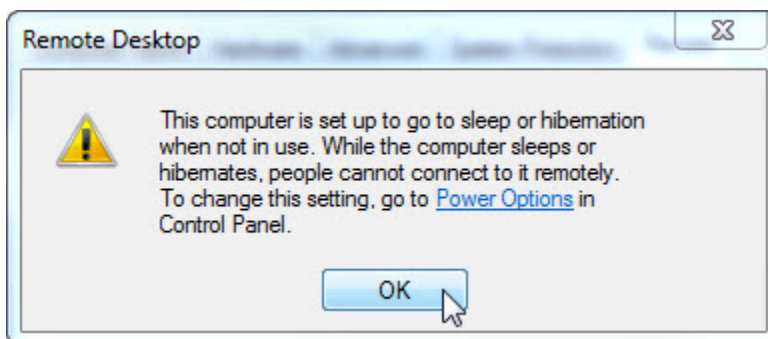 Remote Desktop
This computer is set up to go to sleep or hibernation
when not in use. While the computer sleeps or
hibernates, people cannot connect to it remotely.
To change this setting, go to Power Options in
Control Panel.
OK